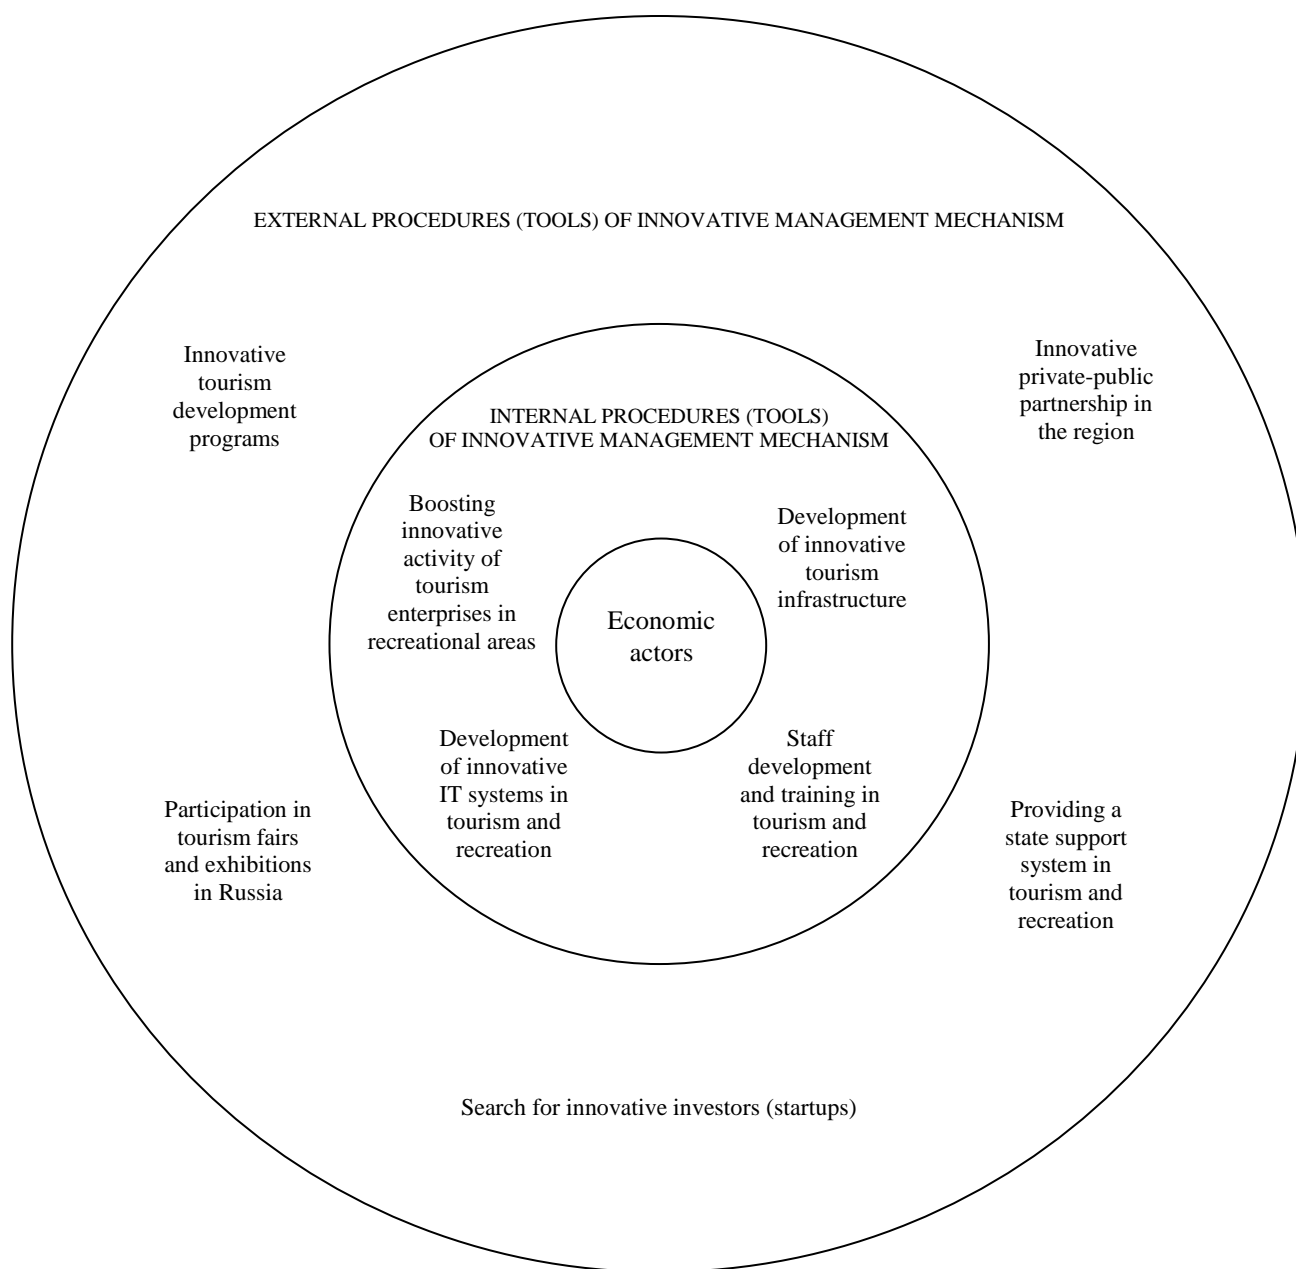 EXTERNAL PROCEDURES (TOOLS) OF INNOVATIVE MANAGEMENT MECHANISM
Innovative
tourism
development
programs
Innovative
private-public
partnership in
the region
INTERNAL PROCEDURES (TOOLS)
OF INNOVATIVE MANAGEMENT MECHANISM
Boosting
innovative
activity of
tourism
enterprises in
recreational areas
Development
of innovative
tourism
infrastructure
Economic
actors
Development
of innovative
IT systems in
tourism and
recreation
Staff
development
and training in
tourism and
recreation
Participation in
tourism fairs
and exhibitions
in Russia
Providing a
state support
system in
tourism and
recreation
Search for innovative investors (startups)